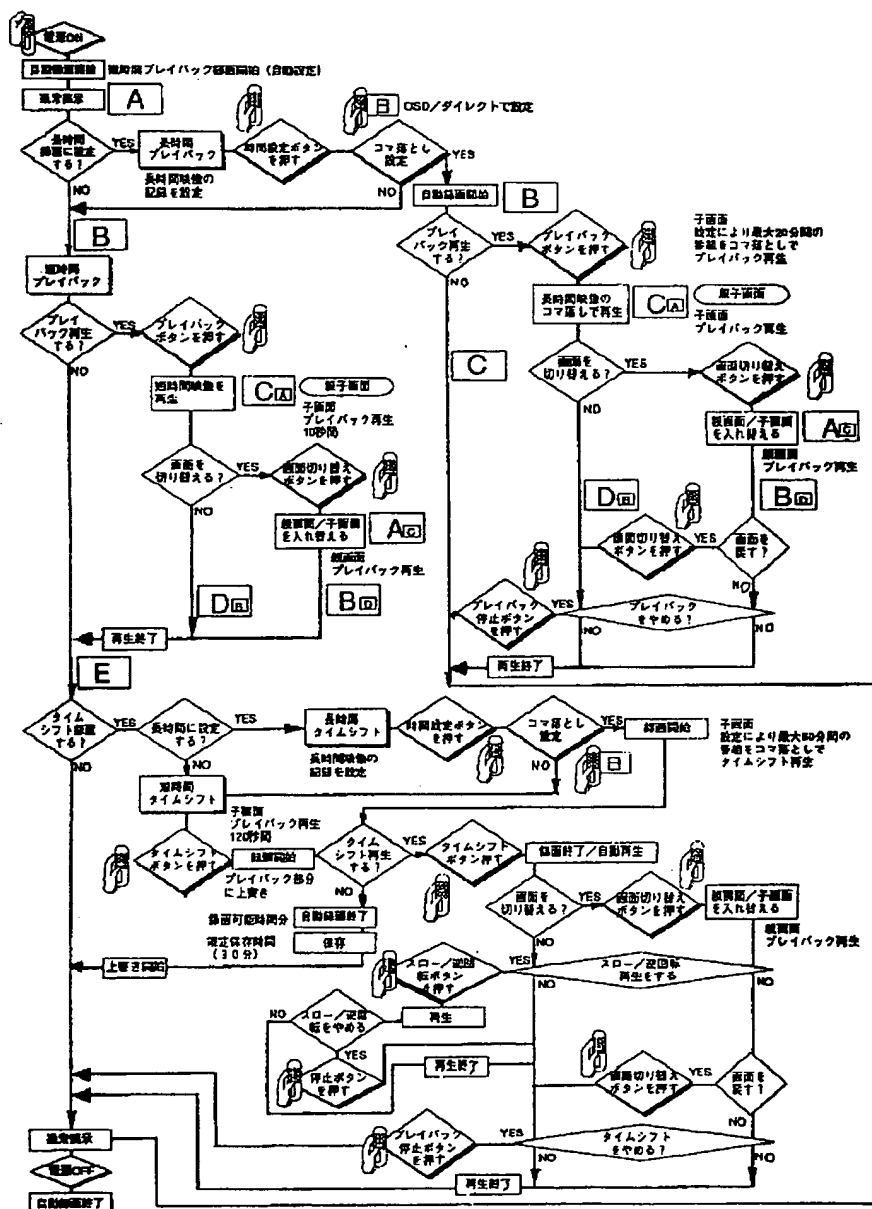 電源ON
自動録画開始
短時間プレイバック録画開始（自動設定）
通常表示
A
長時間
録画に設定
する？
YES
長時間
プレイバック
時間設定ボタン
を押す
B
OSD／ダイレクトで設定
コマ落とし
設定
YES
長時間映像の
記録を設定
NO
NO
自動録画開始
B
B
短時間
プレイバック
プレイ
バック再生
する？
YES
プレイバック
ボタンを押す
子画面
設定により最大20分間の
番組をコマ落としで
プレイバック再生
NO
長時間映像の
コマ落しで再生
C A
親子画面
子画面
プレイバック再生
プレイ
バック再生
する？
YES
プレイバック
ボタンを押す
NO
C
画面を
切り替える？
YES
画面切り替え
ボタンを押す
NO
短時間映像を
再生
C A
親子画面
子画面
プレイバック再生
10秒間
親画面／子画面
を入れ替える
A C
親画面
プレイバック再生
画面を
切り替える？
YES
画面切り替え
ボタンを押す
NO
D B
B D
親画面／子画面
を入れ替える
A C
親画面
プレイバック再生
画面切り替え
ボタンを押す
YES
画面を
戻す？
NO
D B
B D
プレイバック
停止ボタン
を押す
YES
プレイバック
をやめる？
NO
NO
再生終了
再生終了
E
タイム
シフト録画
する？
YES
長時間に設定
する？
YES
長時間
タイムシフト
時間設定ボタン
を押す
コマ落とし
設定
YES
録画開始
子画面
設定により最大60分間の
番組をコマ落としで
タイムシフト再生
長時間映像の
記録を設定
NO
NO
NO
B
短時間
タイムシフト
子画面
プレイバック再生
120秒間
タイムシフト
ボタンを押す
録画開始
タイム
シフト再生
する？
YES
タイムシフト
ボタン押す
録画終了／自動再生
プレイバック部分
に上書き
NO
画面を
切り替える？
YES
画面切り替え
ボタンを押す
親画面／子画面
を入れ替える
親画面
プレイバック再生
録画可能時間分
自動録画終了
NO
限定保存時間
（30分）
保存
上書き開始
スロー／逆回
転ボタン
を押す
YES
スロー／逆回転
再生をする
NO
NO
再生
NO
スロー／逆回
転をやめる
YES
停止ボタン
を押す
再生終了
画面切り替え
ボタンを押す
YES
画面を
戻す？
NO
通常表示
プレイバック
停止ボタン
を押す
YES
タイムシフト
をやめる？
NO
NO
電源OFF
再生終了
自動録画終了